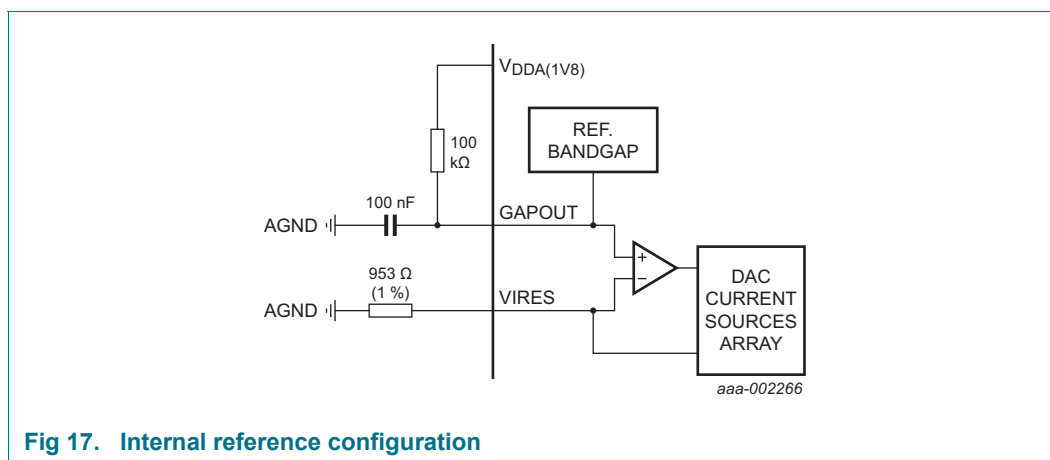 VDDA(1V8)
100
kΩ
REF.
BANDGAP
100 nF
AGND
GAPOUT
+
−
953 Ω
(1 %)
AGND
VIRES
DAC
CURRENT
SOURCES
ARRAY
aaa-002266
Fig 17. Internal reference configuration